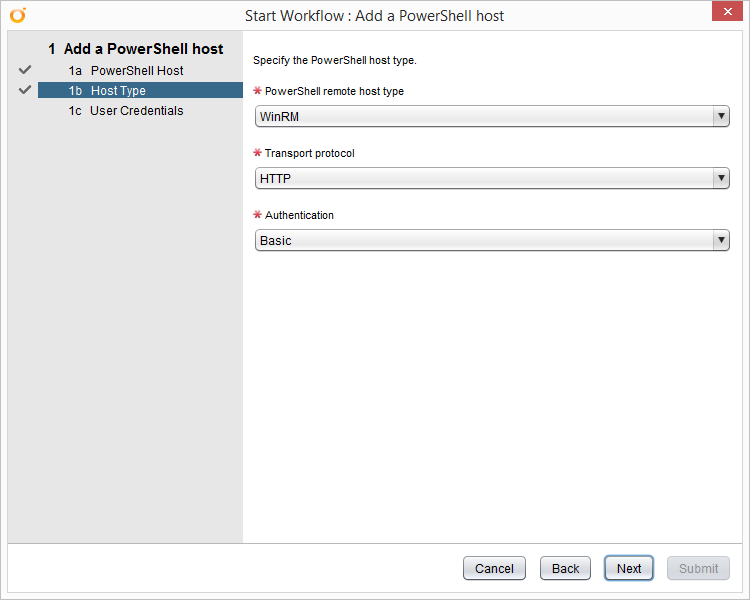 Start Workflow : Add a PowerShell host
1 Add a PowerShell host
1a PowerShell Host
1b Host Type
1c User Credentials
Specify the PowerShell host type.
* PowerShell remote host type
WinRM
* Transport protocol
HTTP
* Authentication
Basic
Cancel Back Next Submit